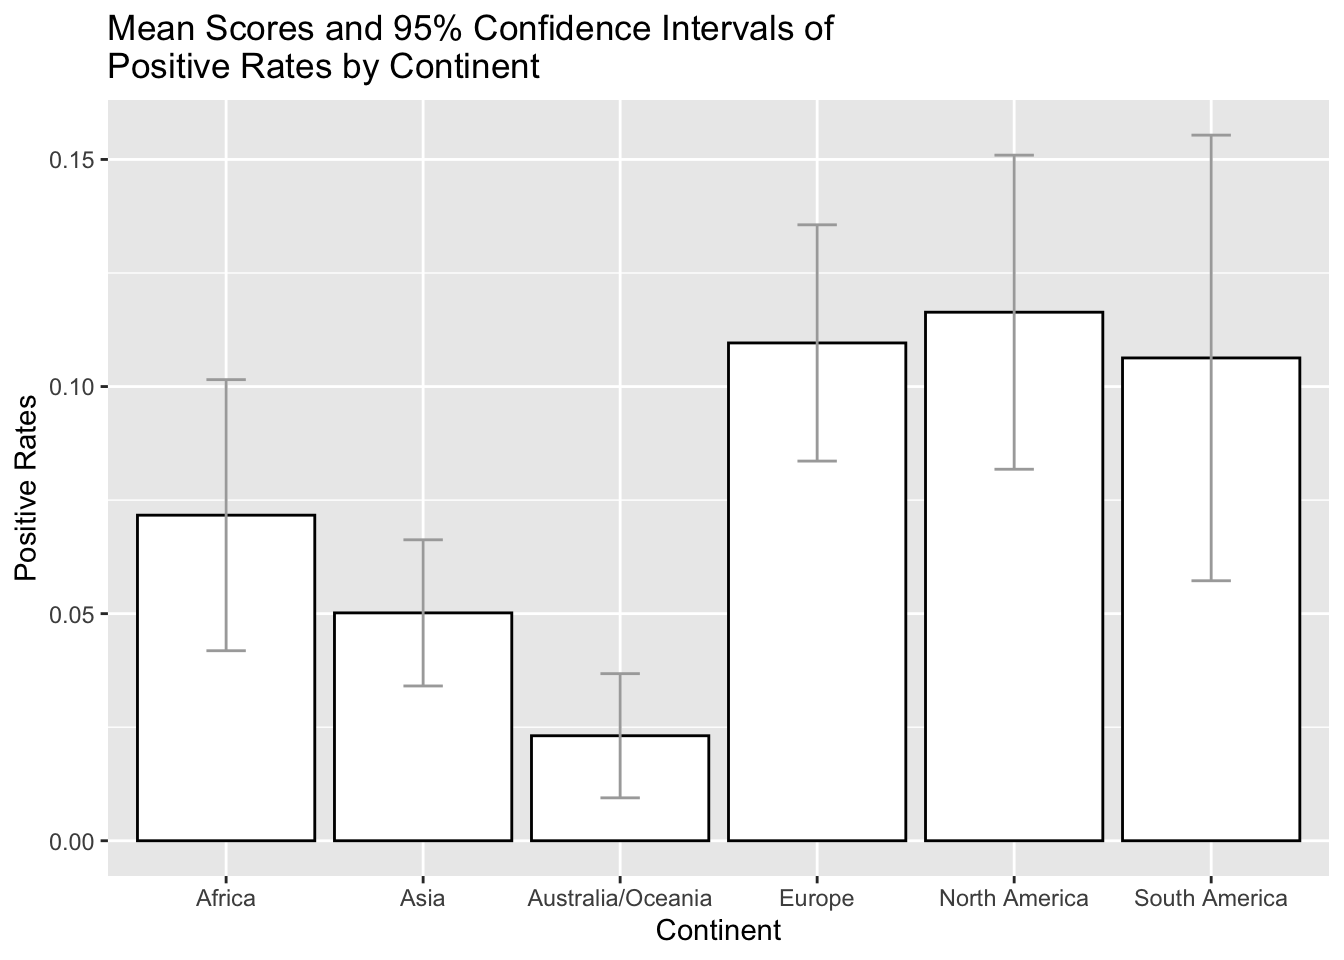 Mean Scores and 95% Confidence Intervals of
Positive Rates by Continent
Positive Rates
0.15
0.10
0.05
0.00
Africa Asia Australia/Oceania Europe North America South America
Continent